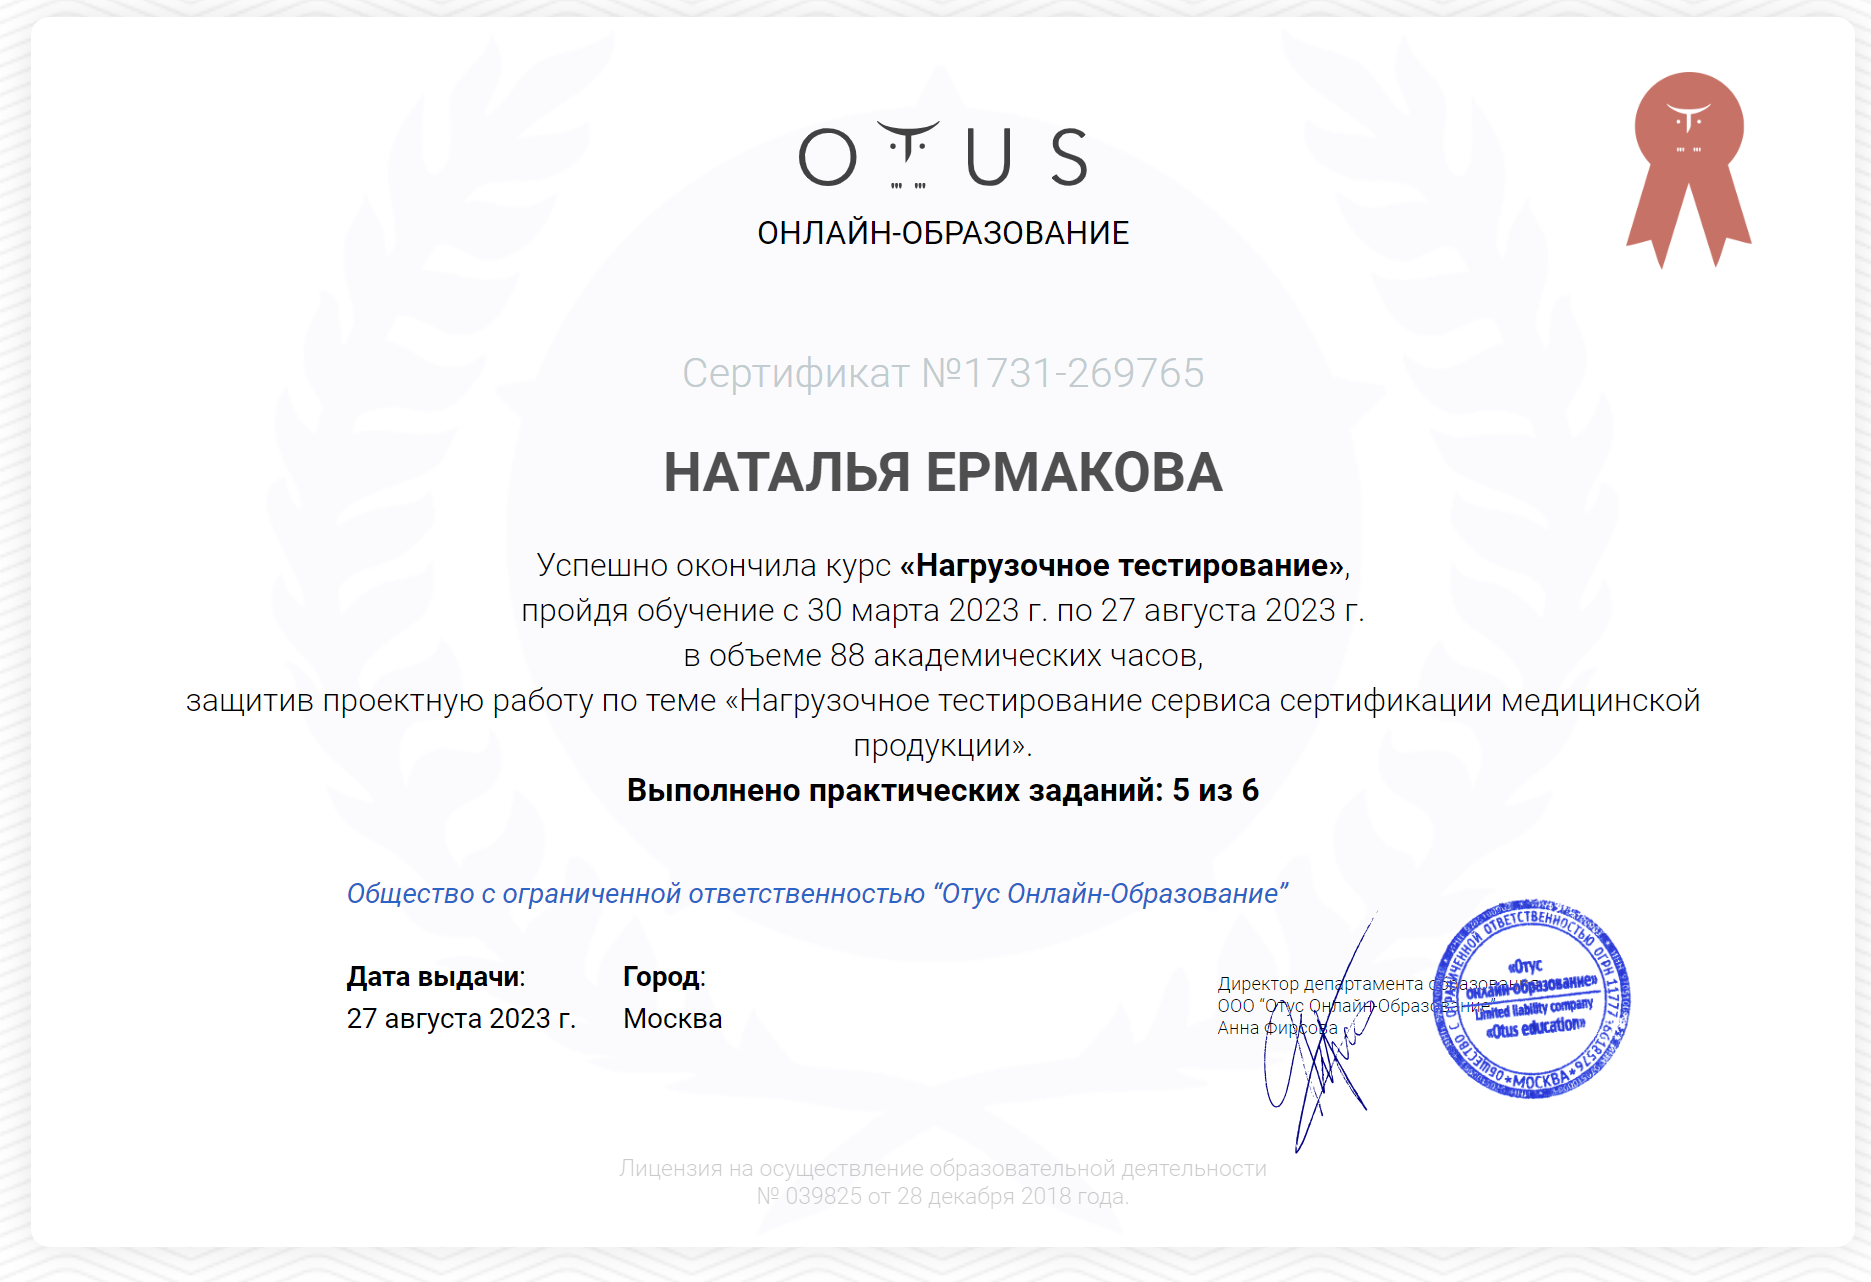 OTUS
ОНЛАЙН-ОБРАЗОВАНИЕ
Сертификат №1731-269765
НАТАЛЬЯ ЕРМАКОВА
Успешно окончила курс «Нагрузочное тестирование»,
пройдя обучение с 30 марта 2023 г. по 27 августа 2023 г.
в объеме 88 академических часов,
защитив проектную работу по теме «Нагрузочное тестирование сервиса сертификации медицинской
продукции».
Выполнено практических заданий: 5 из 6
Общество с ограниченной ответственностью “Отус Онлайн-Образование”
Дата выдачи: Город:
27 августа 2023 г. Москва
Директор департамента образования
ООО “Отус Онлайн-Образование”
Анна Фирсова
ОБЩЕСТВО С ОГРАНИЧЕННОЙ ОТВЕТСТВЕННОСТЬЮ ОГРН
*МОСКВА*
«Отус
онлайн-образование»
Limited liability company
«Otus education»
Лицензия на осуществление образовательной деятельности
№ 039825 от 28 декабря 2018 года.